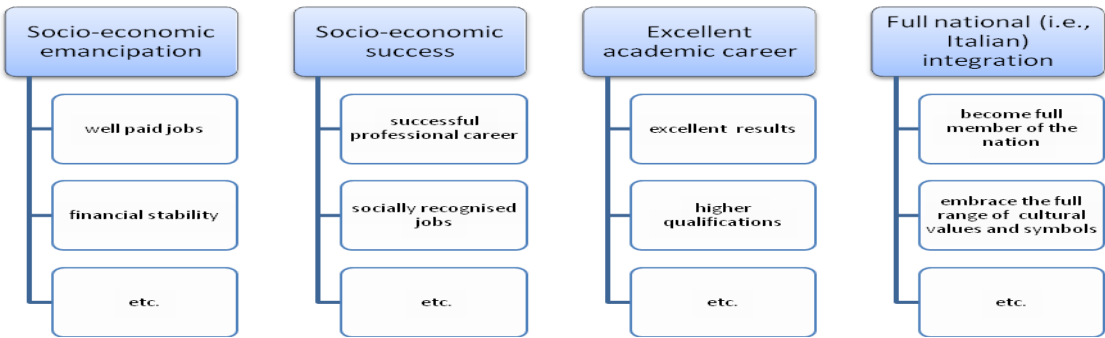 Socio-economic
emancipation
well paid jobs
financial stability
etc.
Socio-economic
success
successful
professional career
socially recognised
jobs
etc.
Excellent
academic career
excellent results
higher
qualifications
etc.
Full national (i.e.,
Italian)
integration
become full
member of the
nation
embrace the full
range of cultural
values and symbols
etc.